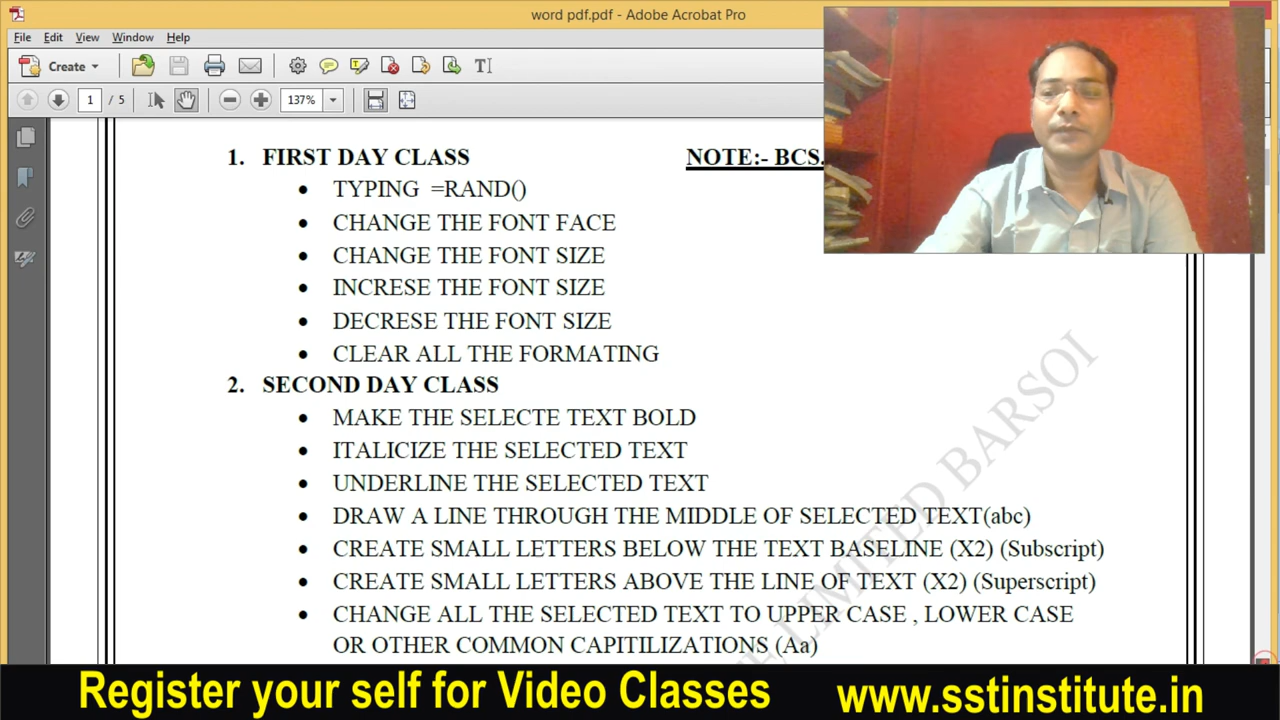 word pdf.pdf - Adobe Acrobat Pro
File Edit View Window Help
Create
1 / 5 137%
1. FIRST DAY CLASS NOTE:- BCS.
• TYPING =RAND()
• CHANGE THE FONT FACE
• CHANGE THE FONT SIZE
• INCRESE THE FONT SIZE
• DECRESE THE FONT SIZE
• CLEAR ALL THE FORMATING
2. SECOND DAY CLASS
• MAKE THE SELECTE TEXT BOLD
• ITALICIZE THE SELECTED TEXT
• UNDERLINE THE SELECTED TEXT
• DRAW A LINE THROUGH THE MIDDLE OF SELECTED TEXT(abc)
• CREATE SMALL LETTERS BELOW THE TEXT BASELINE (X2) (Subscript)
• CREATE SMALL LETTERS ABOVE THE LINE OF TEXT (X2) (Superscript)
• CHANGE ALL THE SELECTED TEXT TO UPPER CASE , LOWER CASE
OR OTHER COMMON CAPITILIZATIONS (Aa)
LIMITED BARSOI
Register your self for Video Classes www.sstinstitute.in